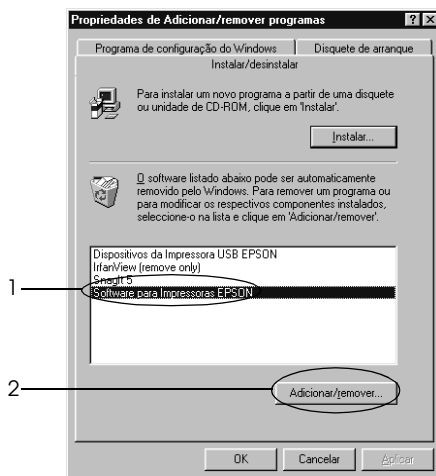 Propriedades de Adicionar/remover programas
Programa de configuração do Windows
Disquete de arranque
Instalar/desinstalar
Para instalar um novo programa a partir de uma disquete
ou unidade de CD-ROM, clique em 'Instalar'.
Instalar...
O software listado abaixo pode ser automaticamente
removido pelo Windows. Para remover um programa ou
para modificar os respectivos componentes instalados,
seleccione-o na lista e clique em 'Adicionar/remover'.
Dispositivos da Impressora USB EPSON
IrfanView (remove only)
SnagIt 5
1
Software para Impressoras EPSON
2
Adicionar/remover...
OK
Cancelar
Aplicar